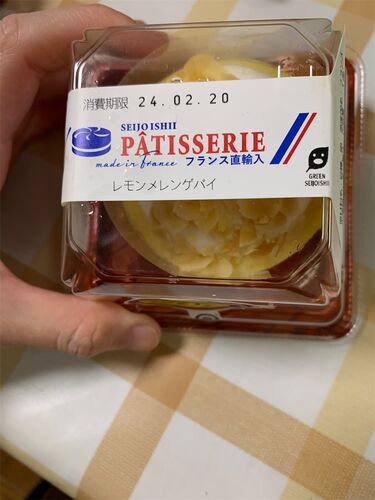 消費期限 24.02.20
SEIJO ISHII
PÂTISSERIE
made in France フランス直輸入
レモンメレンゲパイ
GREEN
SEIJOISHII